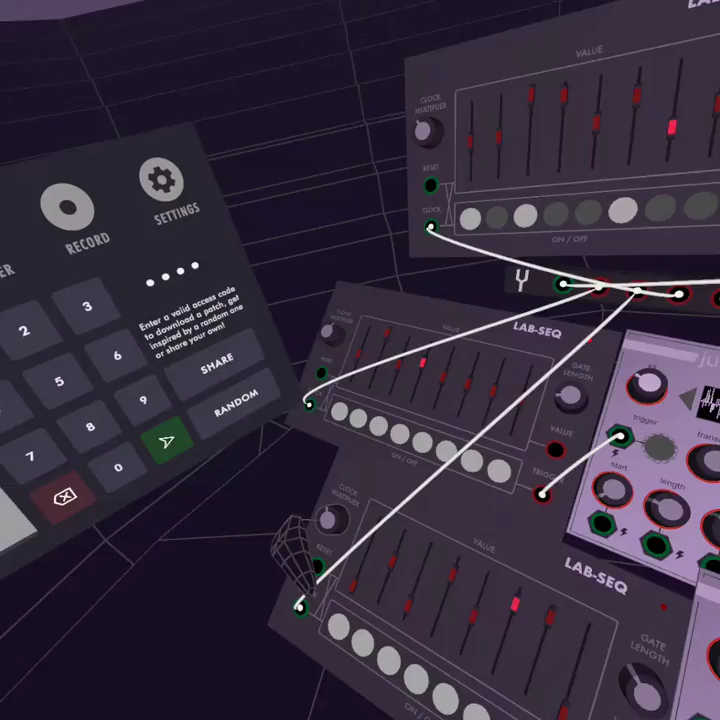 VALUE
CLOCK
MULTIPLIER
RESET
CLOCK
ON / OFF
RECORD
SETTINGS
Enter a valid access code
to download a patch, get
inspired by a random one
or share your own!
2
3
5
6
7
8
9
0
SHARE
RANDOM
Y
CLOCK
MULTIPLIER
VALUE
LAB-SEQ
RESET
GATE
LENGTH
VALUE
ON / OFF
trigger
start
length
CLOCK
MULTIPLIER
RESET
VALUE
LAB-SEQ
GATE
LENGTH